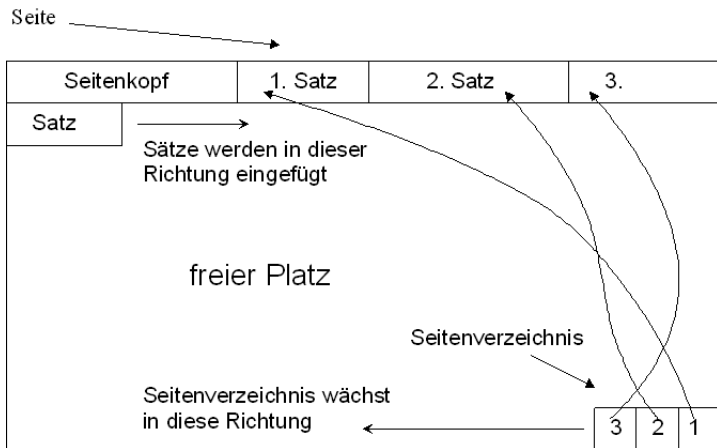 Seite
Seitenkopf 1. Satz 2. Satz 3.
Satz
Sätze werden in dieser
Richtung eingefügt
freier Platz
Seitenverzeichnis
Seitenverzeichnis wächst
in diese Richtung
3 2 1